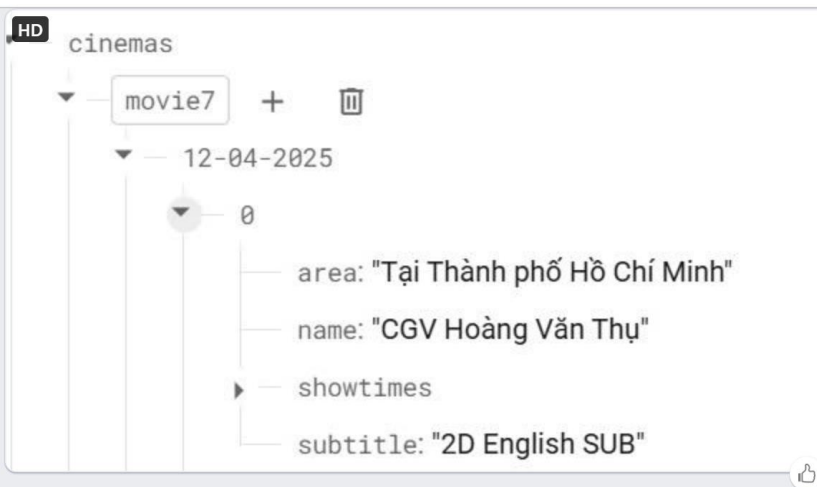 HD
cinemas
movie7
12-04-2025
0
area: "Tại Thành phố Hồ Chí Minh"
name: "CGV Hoàng Văn Thụ"
showtimes
subtitle: "2D English SUB"